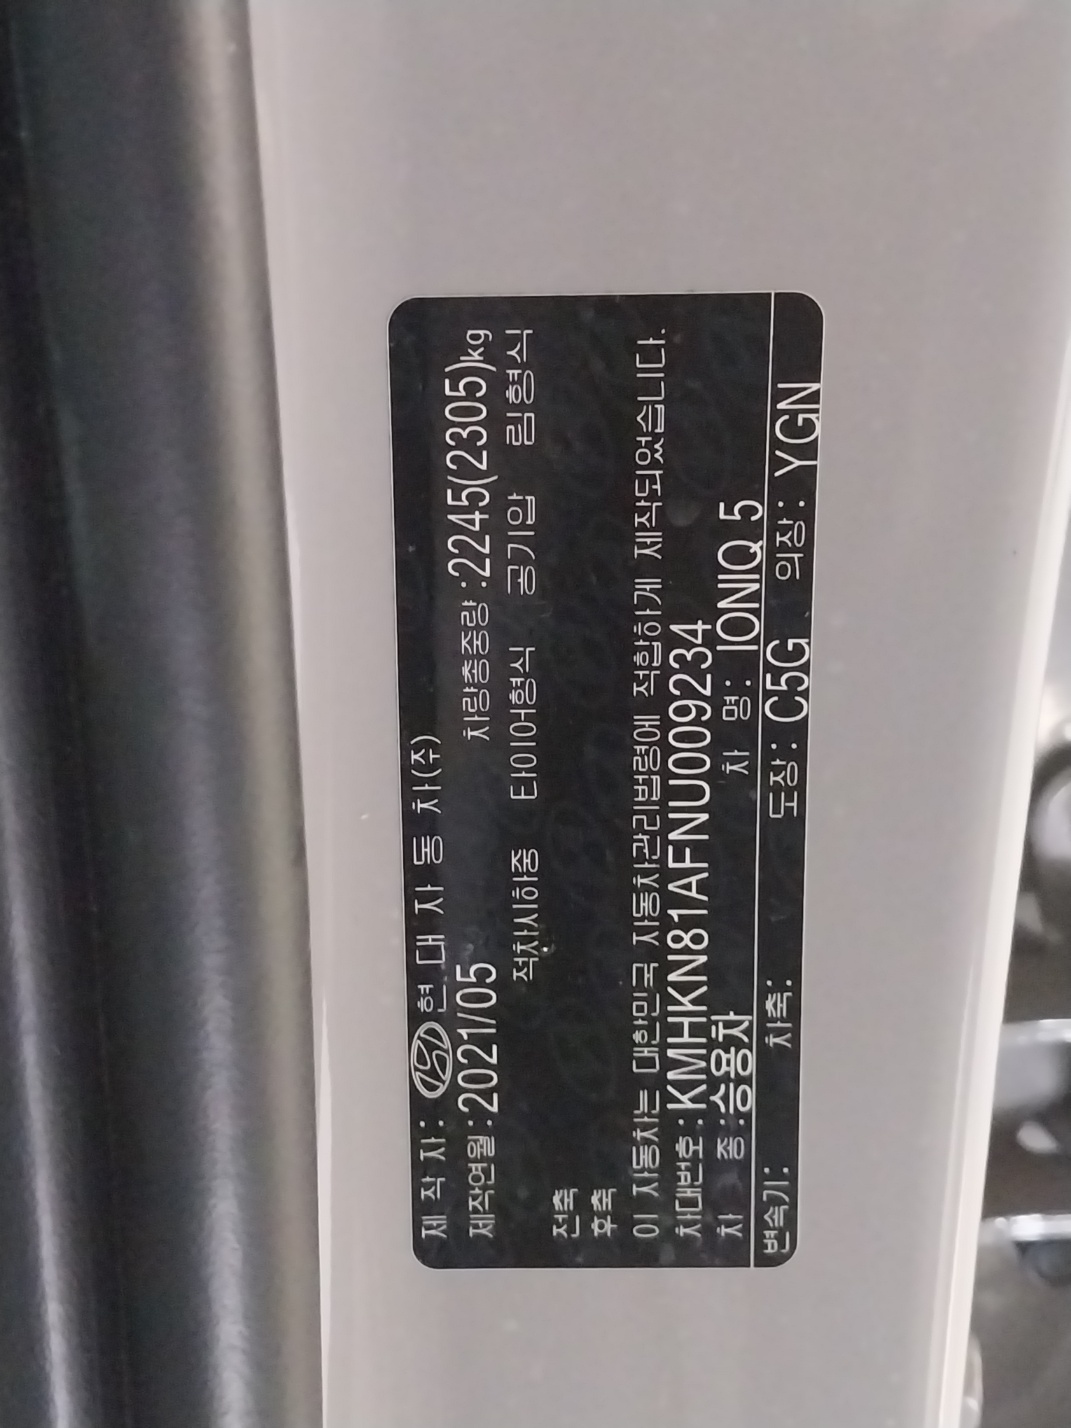 제 작 자 : 현 대 자 동 차(주)
제작연월 : 2021/05 차량총중량 : 2245(2305)kg
적차시하중 타이어형식 공기압 림형식
전축
후축
이 자동차는 대한민국 자동차관리법령에 적합하게 제작되었습니다.
차대번호 : KMHKN81AFNU009234
차 종 : 승용차 차 명 : IONIQ 5
변속기: 차축: 도장: C5G 의장: YGN